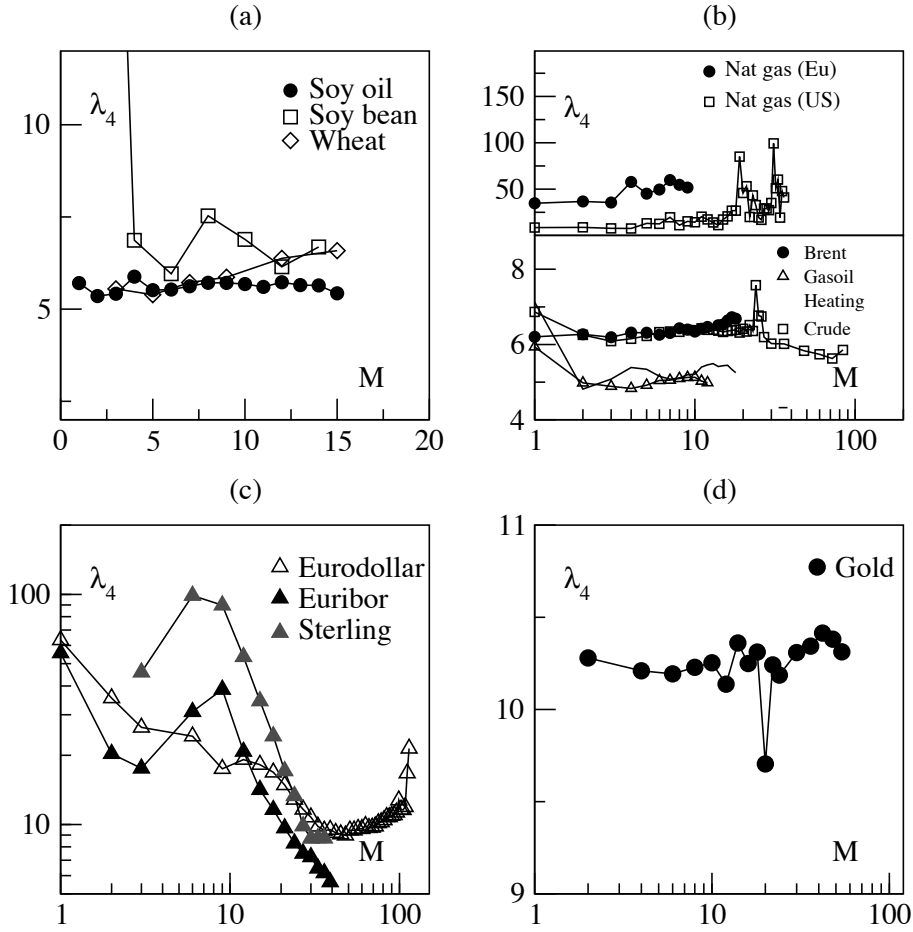 (a)
λ4
Soy oil
Soy bean
Wheat
10
5
M
0 5 10 15 20
(b)
λ4
Nat gas (Eu)
Nat gas (US)
150
100
50
Brent
Gasoil
Heating
Crude
8
6
4
M
1 10 100
(c)
λ4
Eurodollar
Euribor
Sterling
100
10
M
1 10 100
(d)
λ4
Gold
11
10
9
M
1 10 100